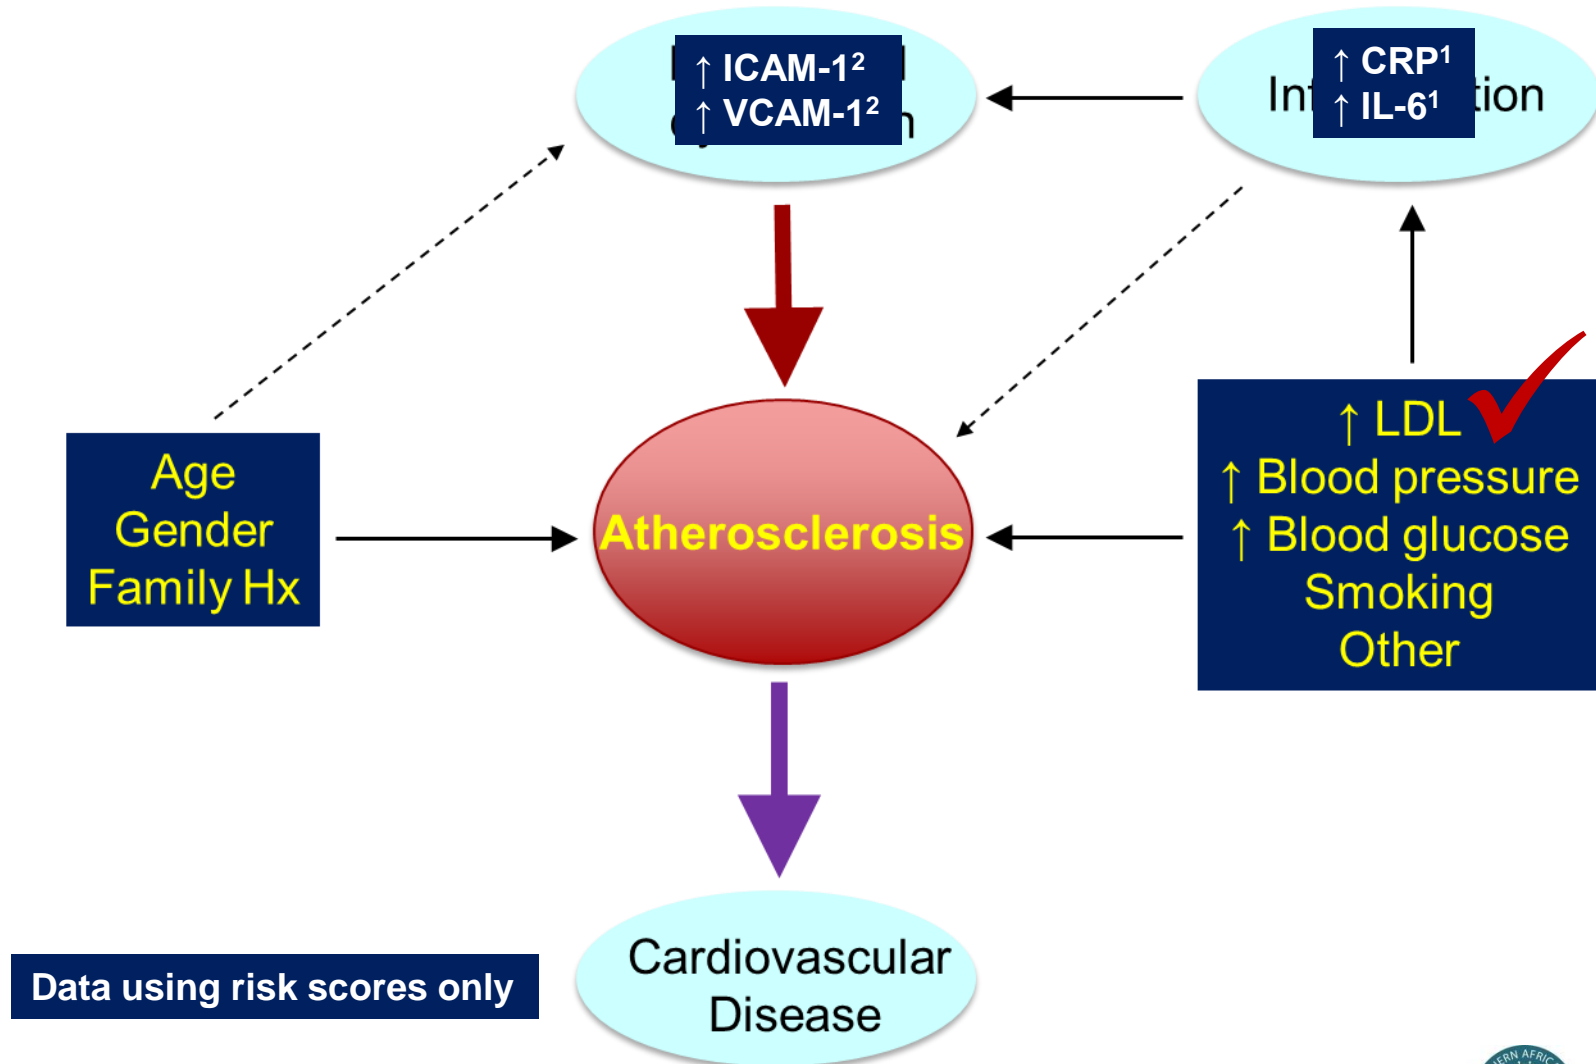 ↑ ICAM-1²
↑ VCAM-1²
↑ CRP¹
↑ IL-6¹
Age
Gender
Family Hx
Atherosclerosis
↑ LDL
↑ Blood pressure
↑ Blood glucose
Smoking
Other
Cardiovascular
Disease
Data using risk scores only